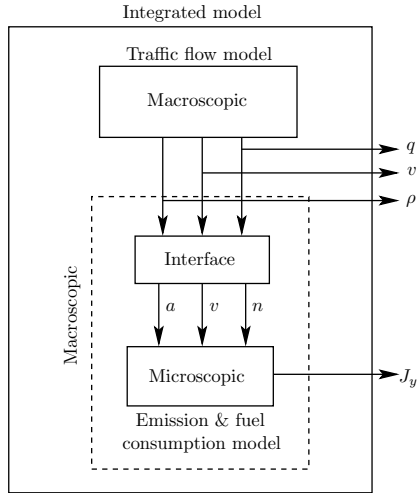 Integrated model
Traffic flow model
Macroscopic
q
v
ρ
Macroscopic
Interface
a v n
Microscopic
J_y
Emission & fuel
consumption model